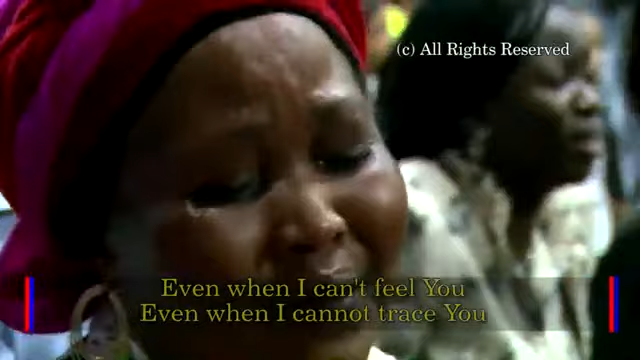 (c) All Rights Reserved
Even when I can't feel You
Even when I cannot trace You